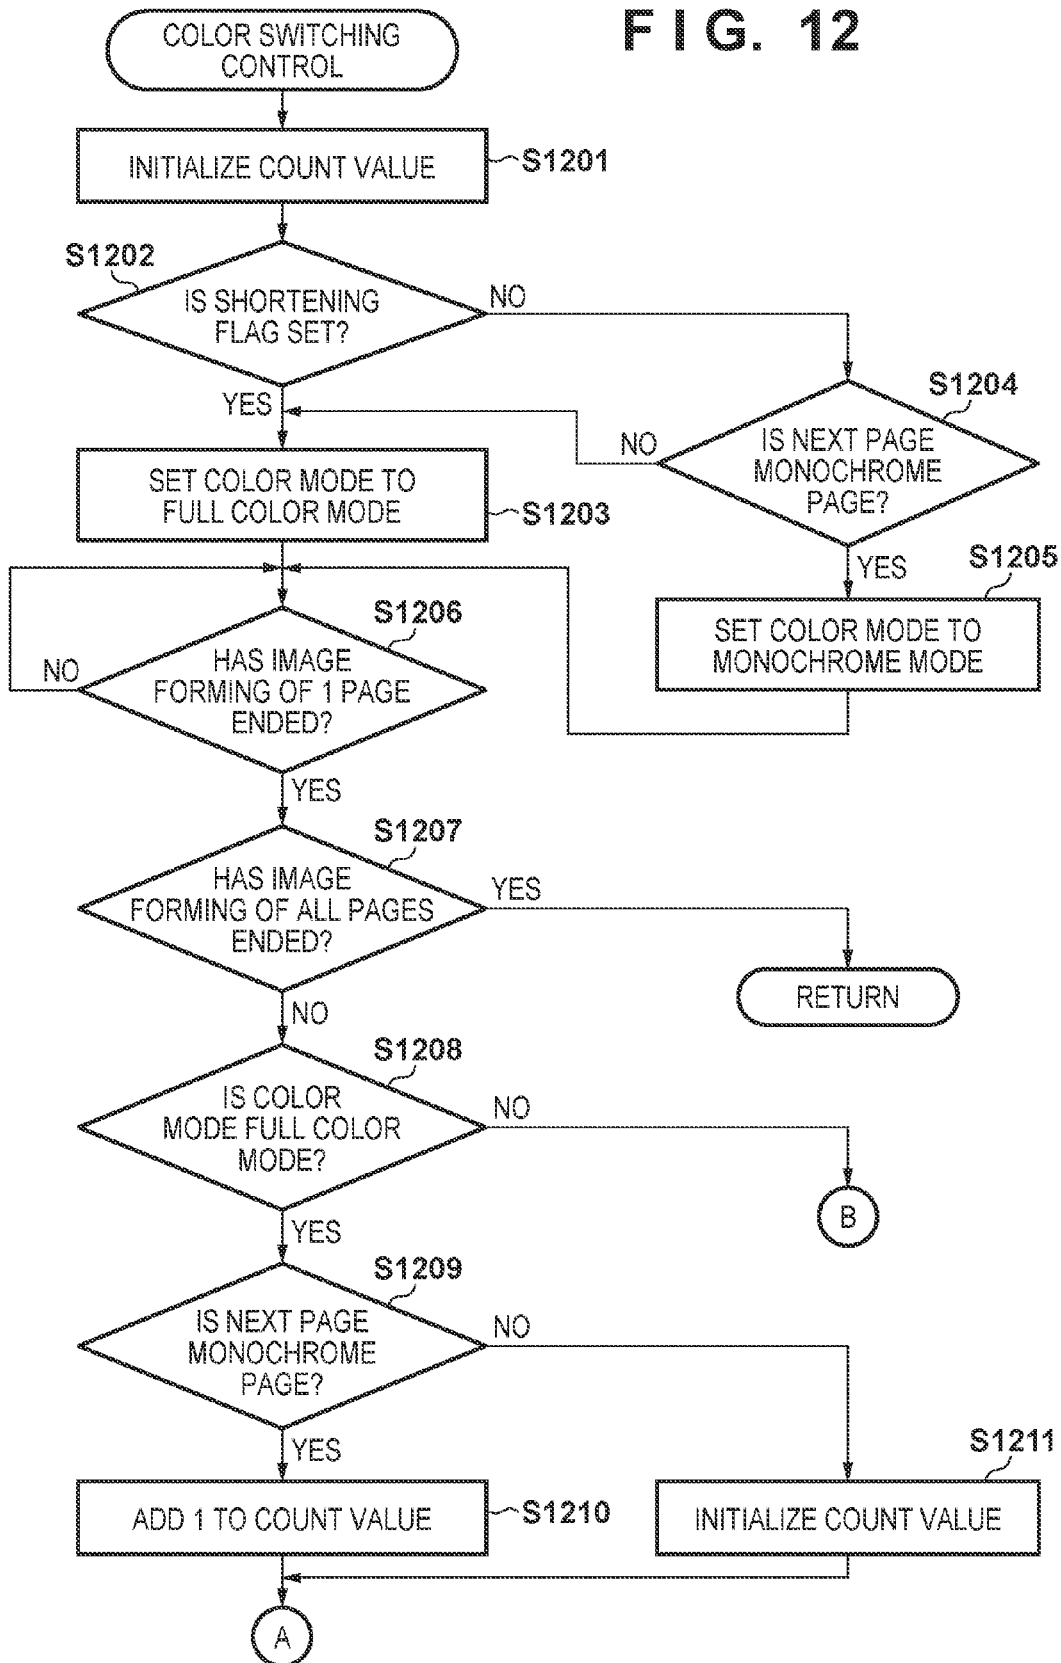 FIG. 12
COLOR SWITCHING
CONTROL
INITIALIZE COUNT VALUE
S1201
S1202
IS SHORTENING
FLAG SET?
NO
YES
S1204
IS NEXT PAGE
MONOCHROME
PAGE?
NO
YES
SET COLOR MODE TO
FULL COLOR MODE
S1203
S1205
SET COLOR MODE TO
MONOCHROME MODE
S1206
HAS IMAGE
FORMING OF 1 PAGE
ENDED?
NO
YES
S1207
HAS IMAGE
FORMING OF ALL PAGES
ENDED?
YES
RETURN
NO
S1208
IS COLOR
MODE FULL COLOR
MODE?
NO
B
YES
S1209
IS NEXT PAGE
MONOCHROME
PAGE?
NO
YES
ADD 1 TO COUNT VALUE
S1210
S1211
INITIALIZE COUNT VALUE
A